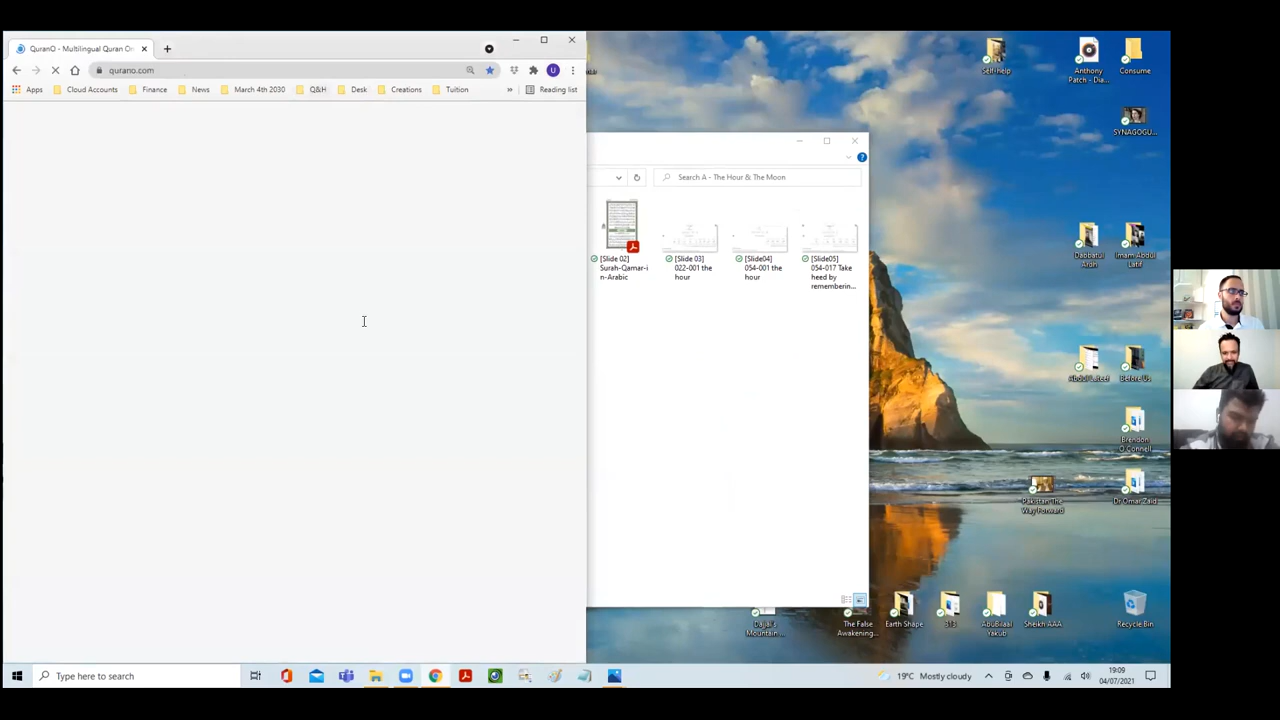 QuranO - Multilingual Quran On
qurano.com
Apps
Cloud Accounts
Finance
News
March 4th 2030
Q&H
Desk
Creations
Tuition
»
Reading list
Search A - The Hour & The Moon
[Slide 02]
Surah-Qamar-i
n-Arabic
[Slide 03]
022-001 the
hour
[Slide04]
054-001 the
hour
[Slide05]
054-017 Take
heed by
rememberin...
Self-help
Anthony
Patch - Dia...
Consume
SYNAGOGU...
Dabbatul
Ardh
Imam Abdul
Latif
Abdul Lateef
Before Us
Brendon
O Connell
Pakistan The
Way Forward
Dr Omar Zaid
Dajjal's
Mountain ...
The False
Awakening...
Earth Shape
313
AbuBilaal
Yakub
Sheikh AAA
Recycle Bin
Type here to search
19°C Mostly cloudy
19:09
04/07/2021